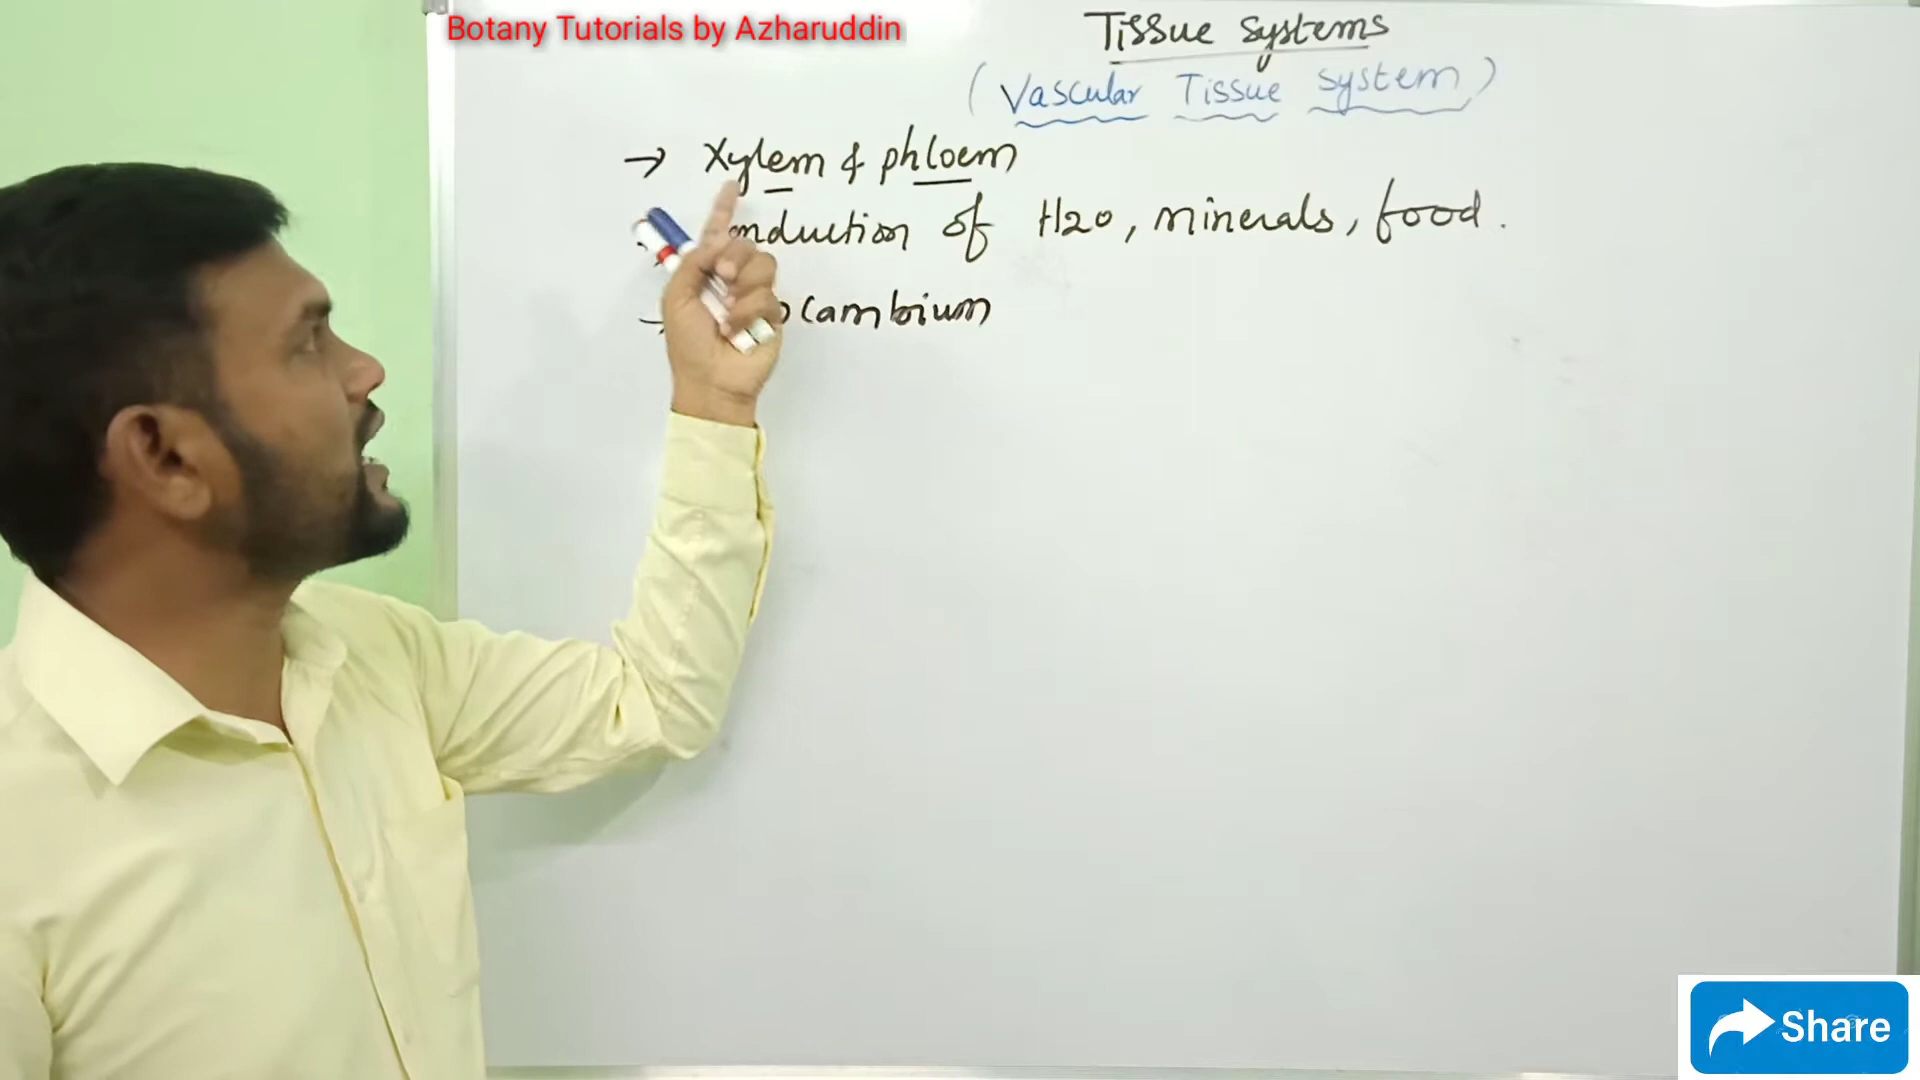 Botany Tutorials by Azharuddin
Tissue Systems
(Vascular Tissue system)
→ Xylem & phloem
nduction of H2O, minerals, food.
→ cambium
Share